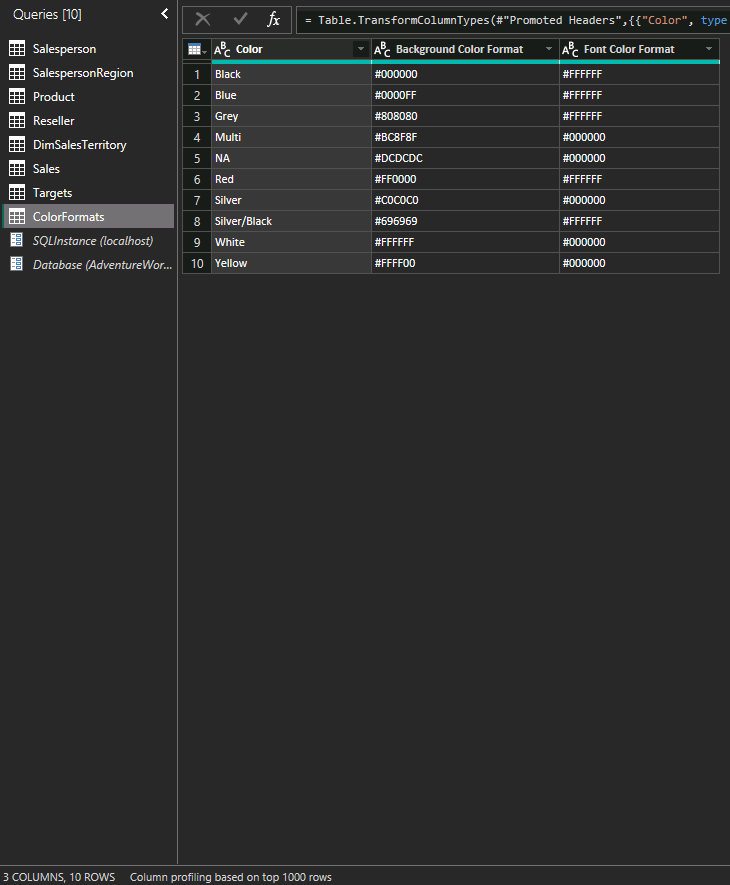 Queries [10]
Salesperson
SalespersonRegion
Product
Reseller
DimSalesTerritory
Sales
Targets
ColorFormats
SQLInstance (localhost)
Database (AdventureWor...
fx = Table.TransformColumnTypes(#"Promoted Headers",{{"Color", type
ABC Color ABC Background Color Format ABC Font Color Format
1 Black #000000 #FFFFFF
2 Blue #0000FF #FFFFFF
3 Grey #808080 #FFFFFF
4 Multi #BC8F8F #000000
5 NA #DCDCDC #000000
6 Red #FF0000 #FFFFFF
7 Silver #C0C0C0 #000000
8 Silver/Black #696969 #FFFFFF
9 White #FFFFFF #000000
10 Yellow #FFFF00 #000000
3 COLUMNS, 10 ROWS Column profiling based on top 1000 rows